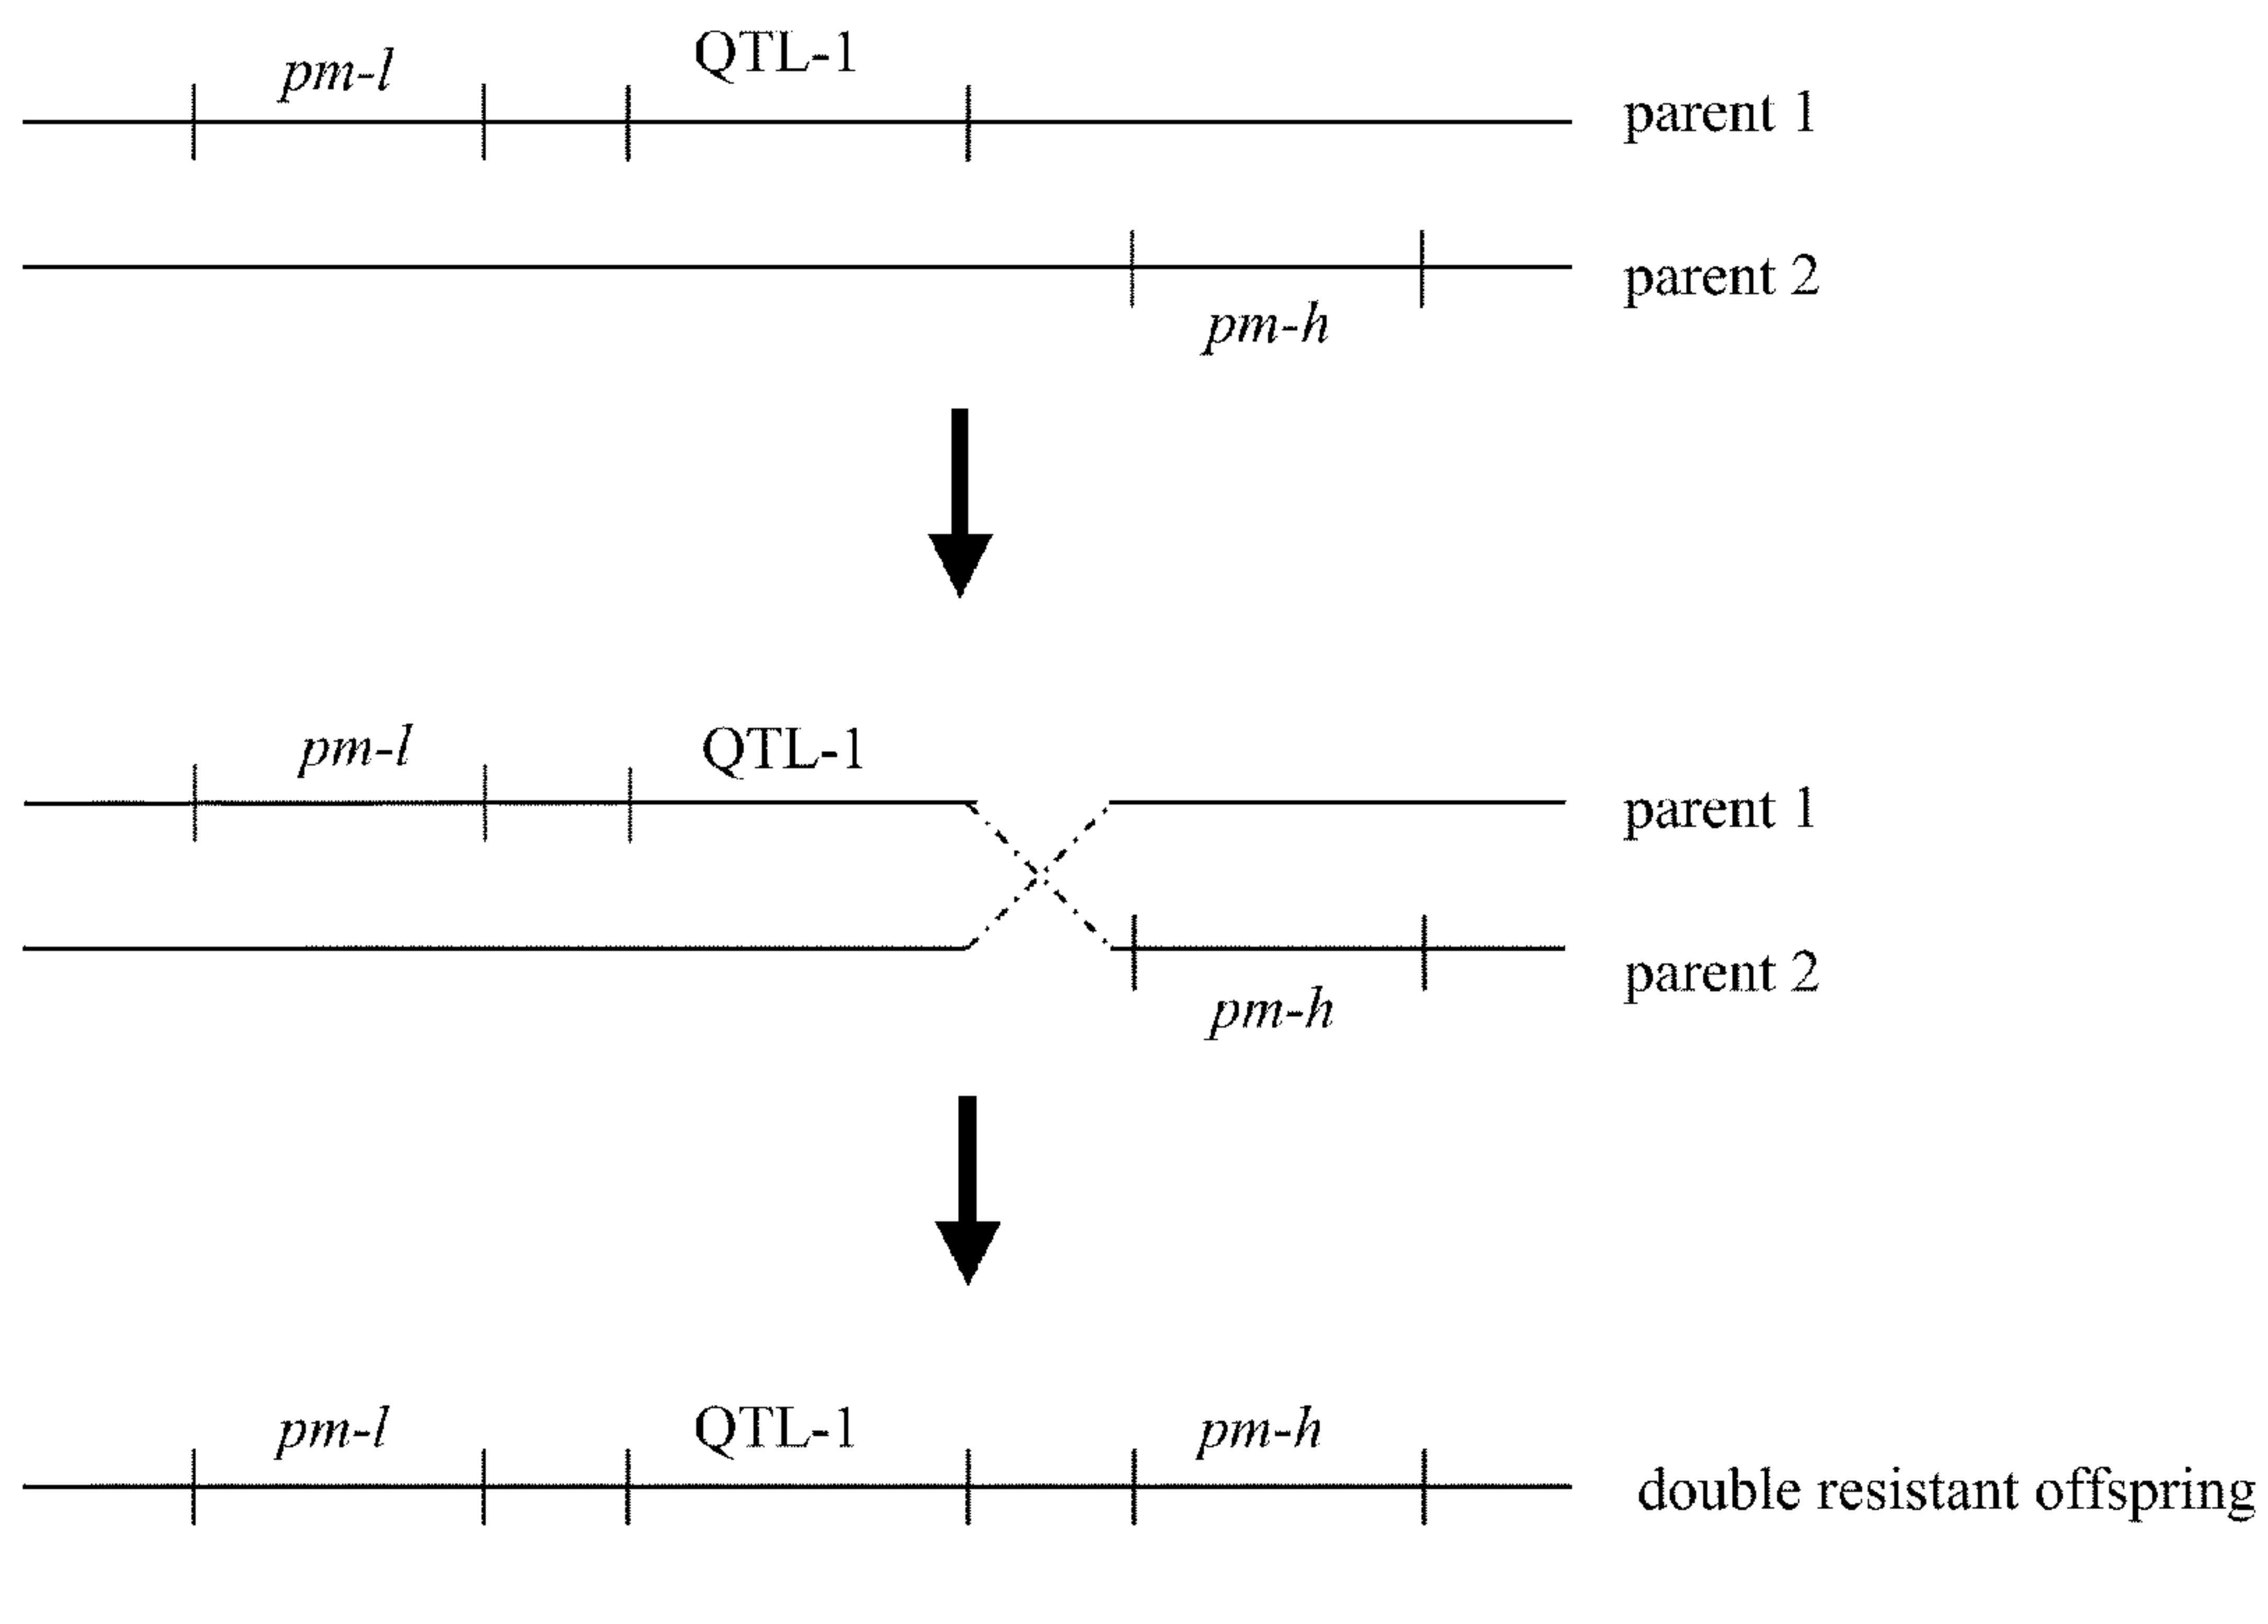 pm-l QTL-1 parent 1
parent 2
pm-h
pm-l QTL-1 parent 1
parent 2
pm-h
pm-l QTL-1 pm-h
double resistant offspring